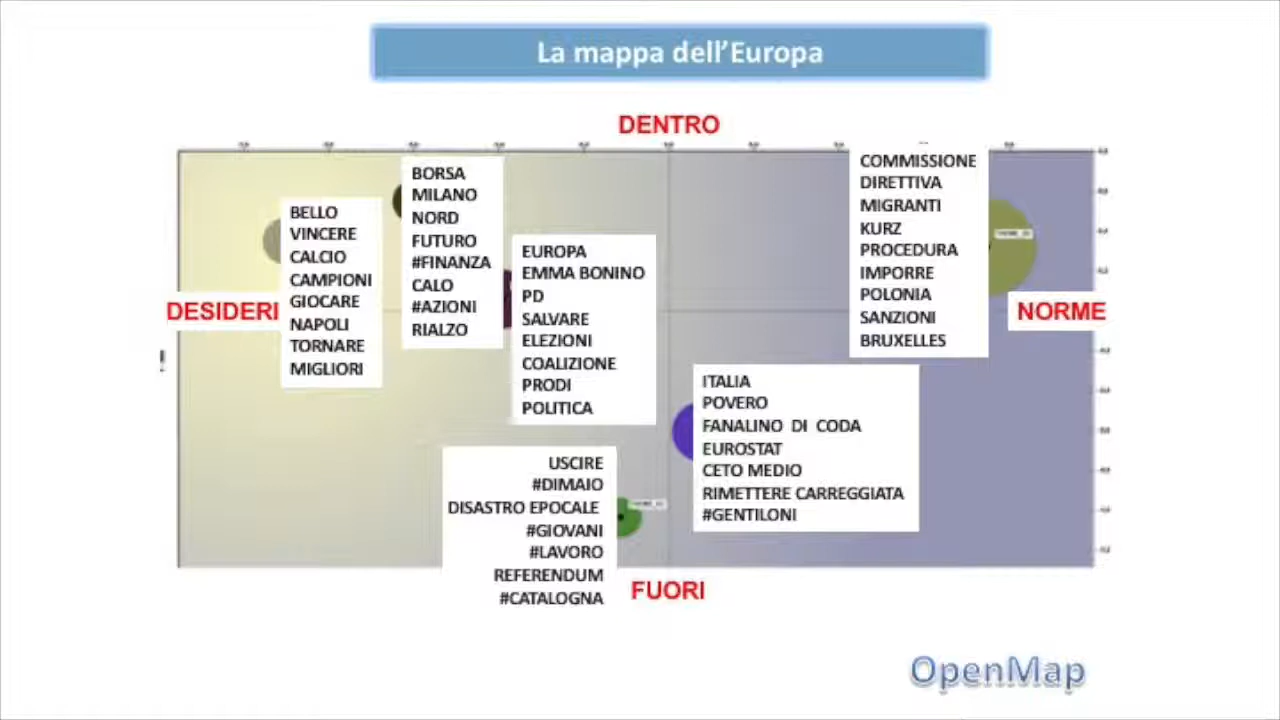 La mappa dell'Europa
DENTRO
BORSA
MILANO
NORD
FUTURO
#FINANZA
CALO
#AZIONI
RIALZO
COMMISSIONE
DIRETTIVA
MIGRANTI
KURZ
PROCEDURA
IMPORRE
POLONIA
SANZIONI
BRUXELLES
BELLO
VINCERE
CALCIO
CAMPIONI
GIOCARE
NAPOLI
TORNARE
MIGLIORI
EUROPA
EMMA BONINO
PD
SALVARE
ELEZIONI
COALIZIONE
PRODI
POLITICA
DESIDERI
NORME
ITALIA
POVERO
FANALINO DI CODA
EUROSTAT
CETO MEDIO
RIMETTERE CARREGGIATA
#GENTILONI
USCIRE
#DIMAIO
DISASTRO EPOCALE
#GIOVANI
#LAVORO
REFERENDUM
#CATALOGNA
FUORI
OpenMap